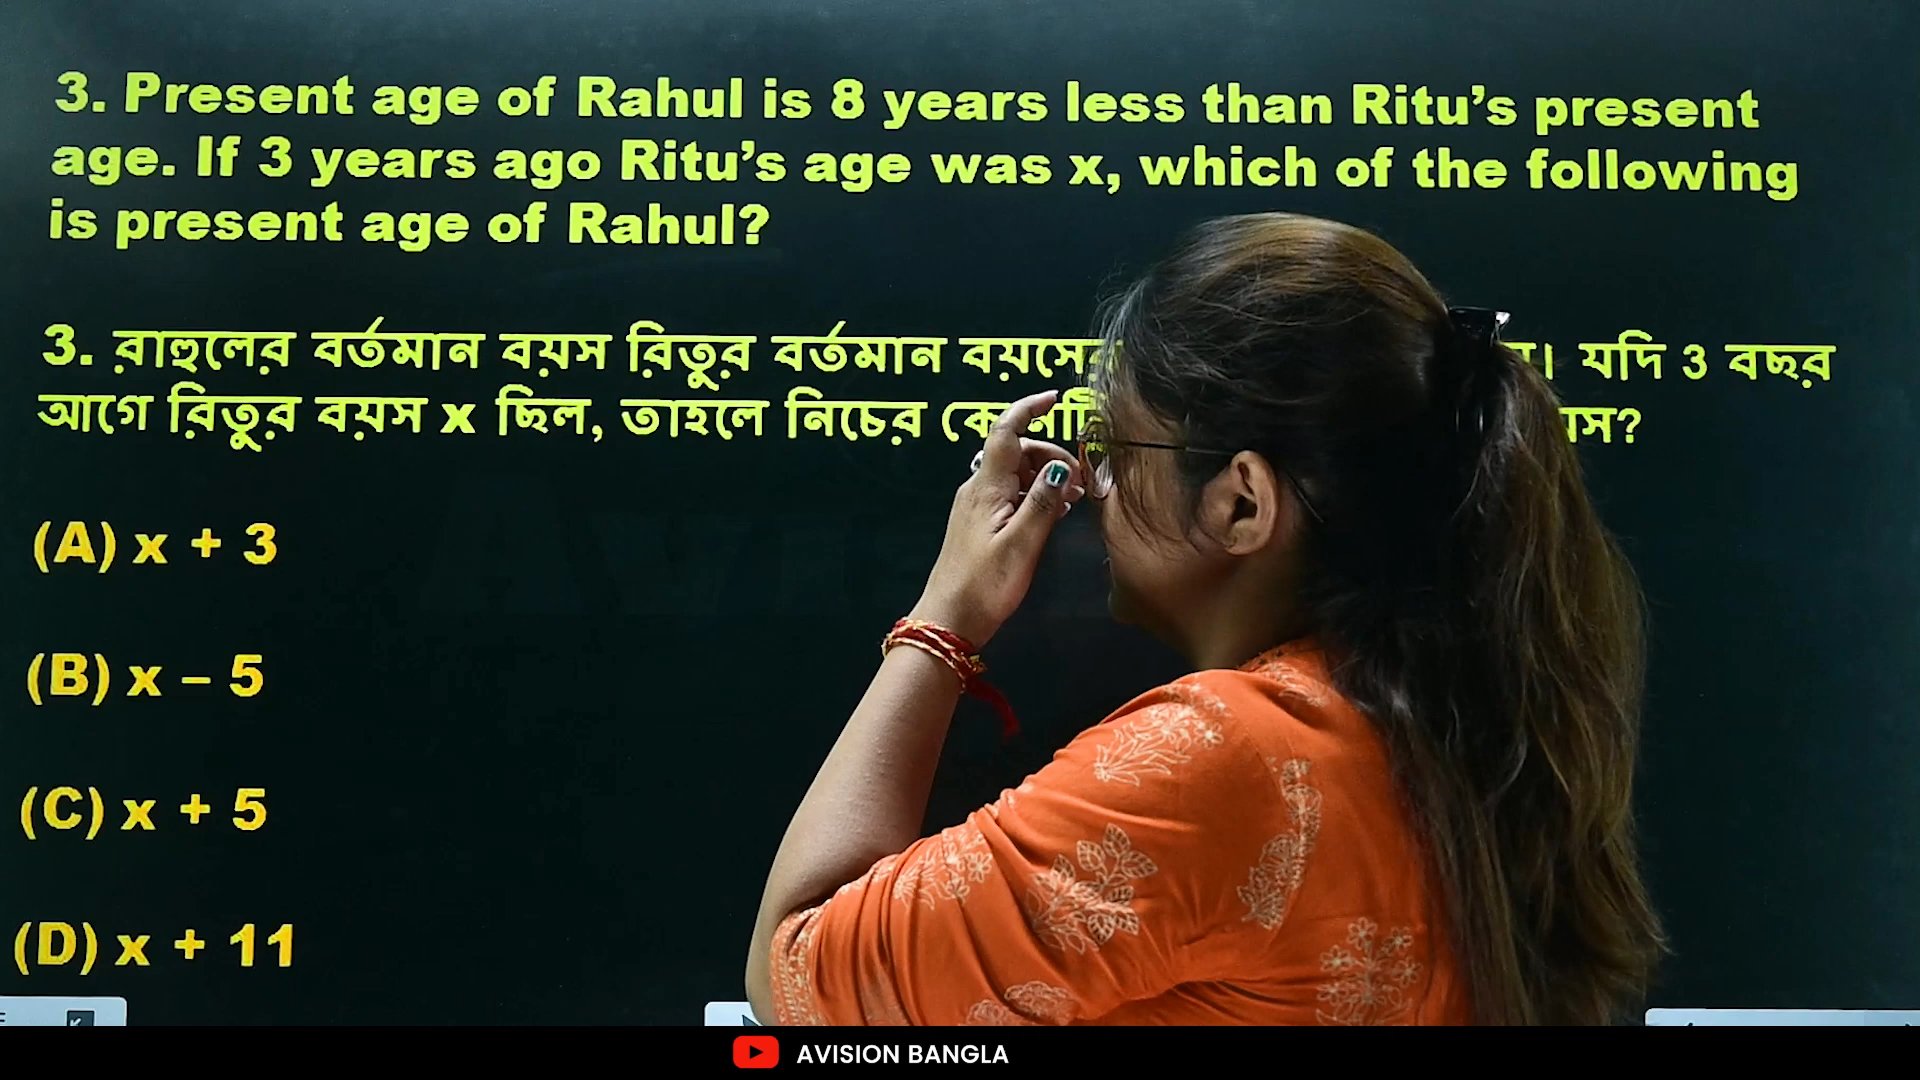 3. Present age of Rahul is 8 years less than Ritu’s present
age. If 3 years ago Ritu’s age was x, which of the following
is present age of Rahul?
3. রাহুলের বর্তমান বয়স রিতুর বর্তমান বয়সের যদি 3 বছর
আগে রিতুর বয়স x ছিল, তাহলে নিচের
(A) x + 3
(B) x – 5
(C) x + 5
(D) x + 11
AVISION BANGLA